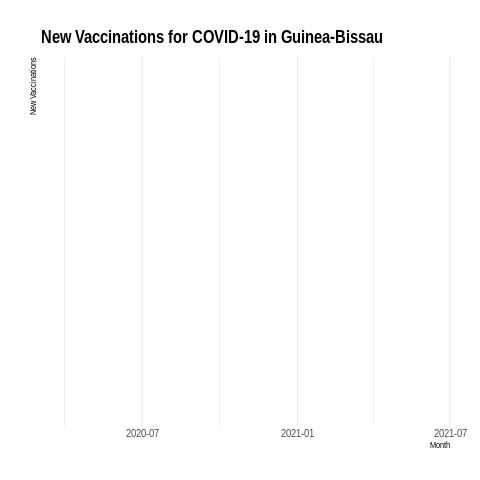 New Vaccinations for COVID-19 in Guinea-Bissau
New Vaccinations
2020-07
2021-01
2021-07
Month